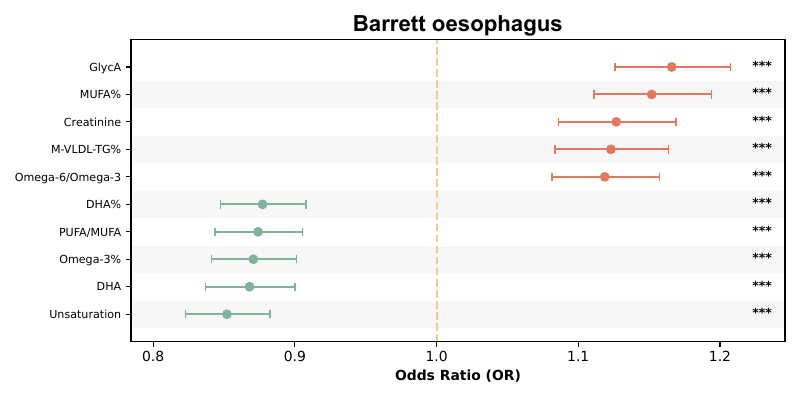 Barrett oesophagus
GlycA ***
MUFA% ***
Creatinine ***
M-VLDL-TG% ***
Omega-6/Omega-3 ***
DHA% ***
PUFA/MUFA ***
Omega-3% ***
DHA ***
Unsaturation ***
0.8 0.9 1.0 1.1 1.2
Odds Ratio (OR)